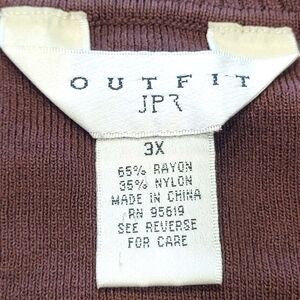 OUTFIT
JPR
3X
65% RAYON
35% NYLON
MADE IN CHINA
RN 95619
SEE REVERSE
FOR CARE